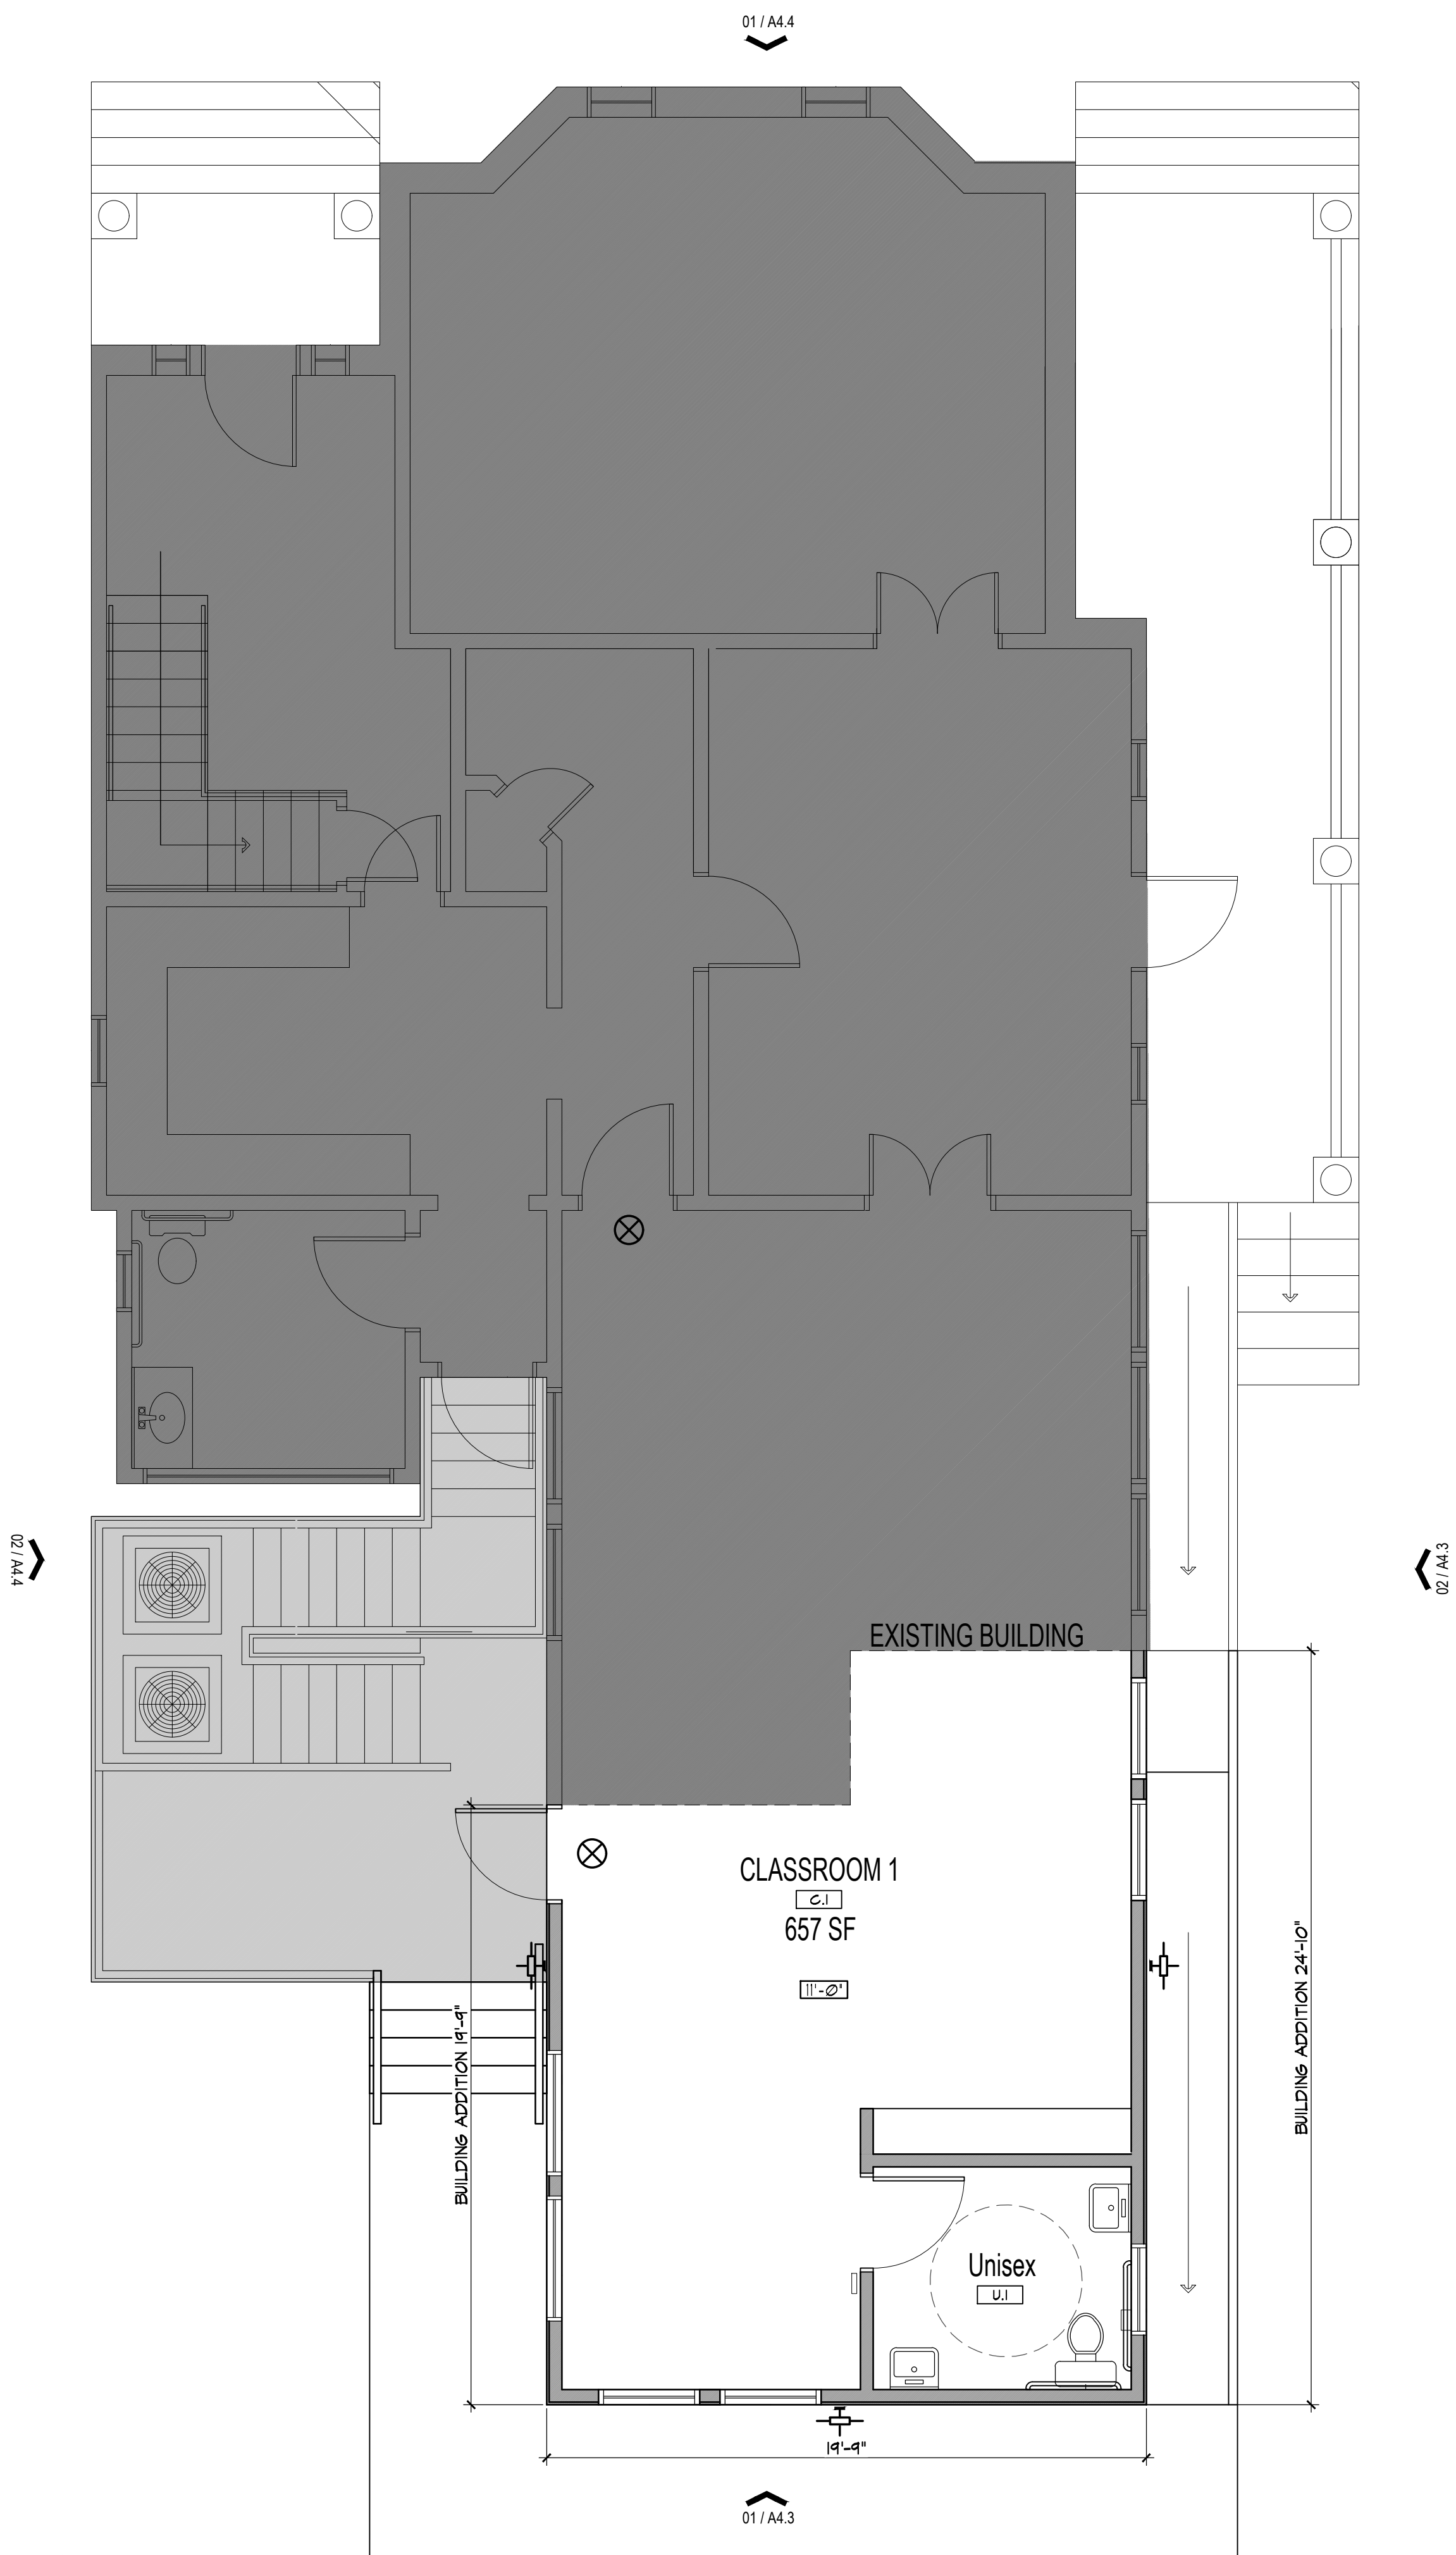 01 / A4.4
02 / A4.4
02 / A4.3
EXISTING BUILDING
CLASSROOM 1
C.1
657 SF
11'-0"
BUILDING ADDITION 19'-9"
BUILDING ADDITION 24'-10"
Unisex
U.1
19'-9"
01 / A4.3